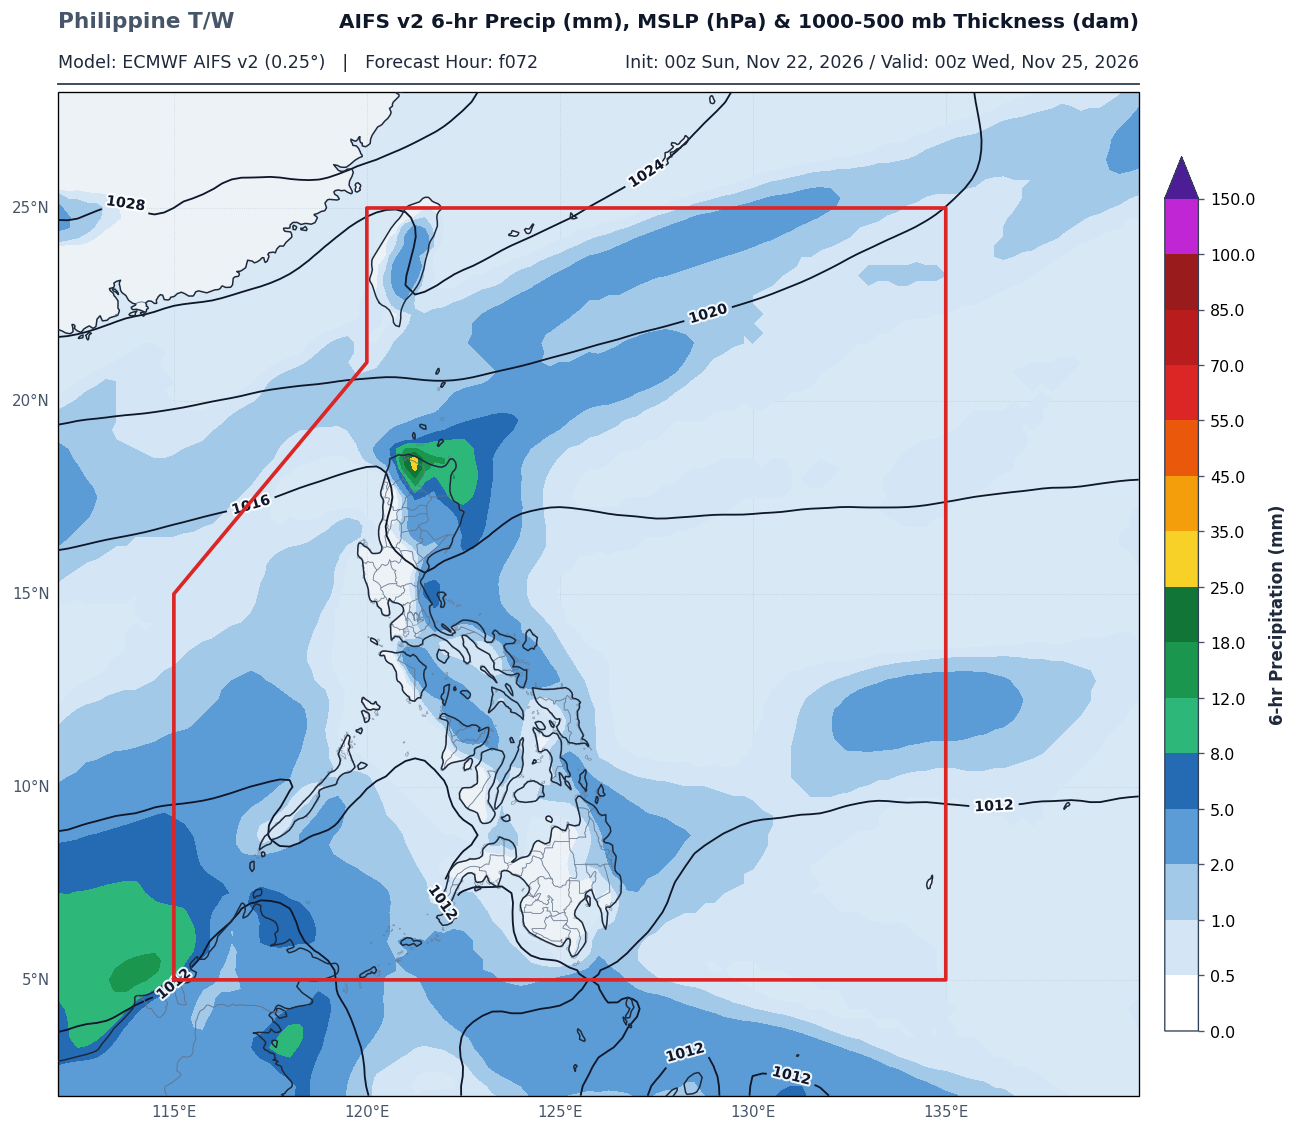 Philippine T/W
AIFS v2 6-hr Precip (mm), MSLP (hPa) & 1000-500 mb Thickness (dam)
Model: ECMWF AIFS v2 (0.25°)   |   Forecast Hour: f072
Init: 00z Sun, Nov 22, 2026 / Valid: 00z Wed, Nov 25, 2026
1028
1024
1020
1016
1012
1012
1012
1012
1012
25°N
20°N
15°N
10°N
5°N
115°E
120°E
125°E
130°E
135°E
150.0
100.0
85.0
70.0
55.0
45.0
35.0
25.0
18.0
12.0
8.0
5.0
2.0
1.0
0.5
0.0
6-hr Precipitation (mm)